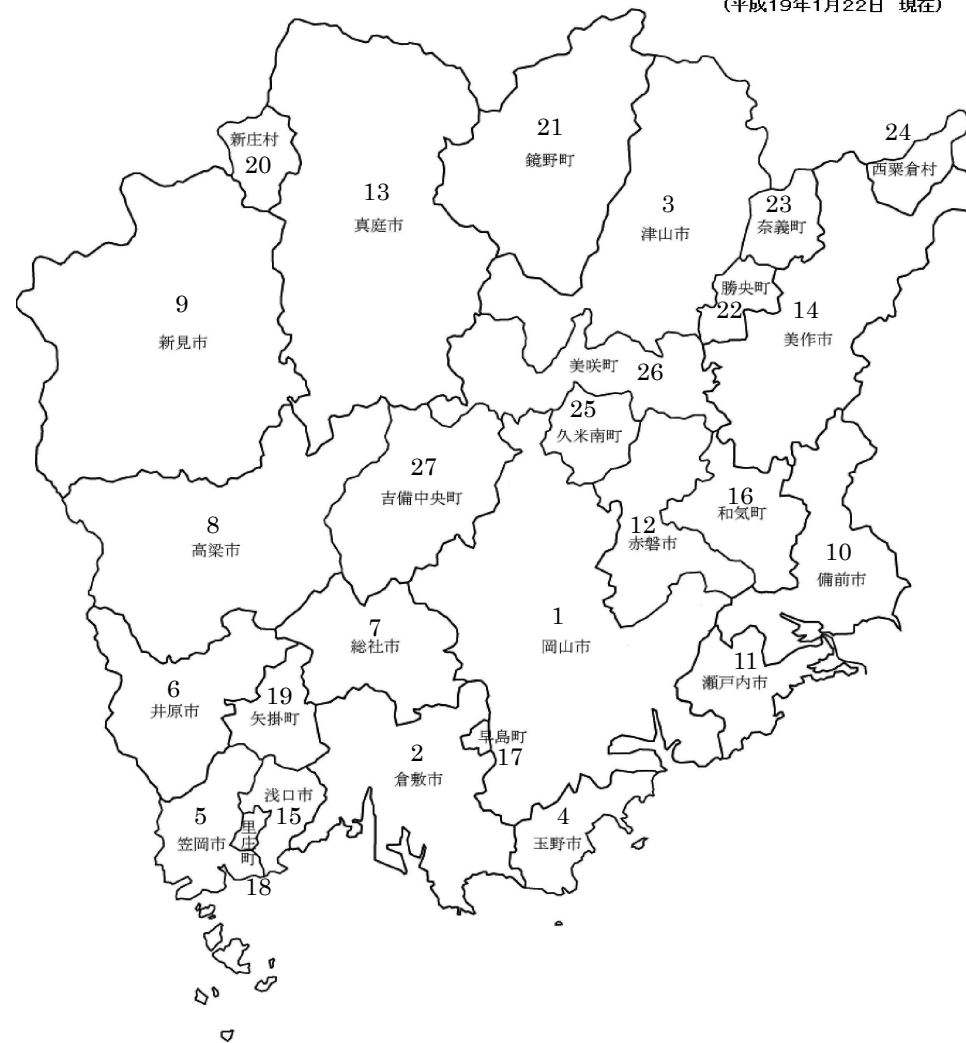 (平成19年1月22日 現在)
21
鏡野町
24
西粟倉村
新庄村
20
13
真庭市
3
津山市
23
奈義町
勝央町
22
14
美作市
9
新見市
美咲町
26
25
久米南町
27
吉備中央町
16
和気町
8
高梁市
12
赤磐市
10
備前市
7
総社市
1
岡山市
11
瀬戸内市
6
井原市
19
矢掛町
早島町
17
2
倉敷市
浅口市
15
5
笠岡市
里庄町
18
4
玉野市